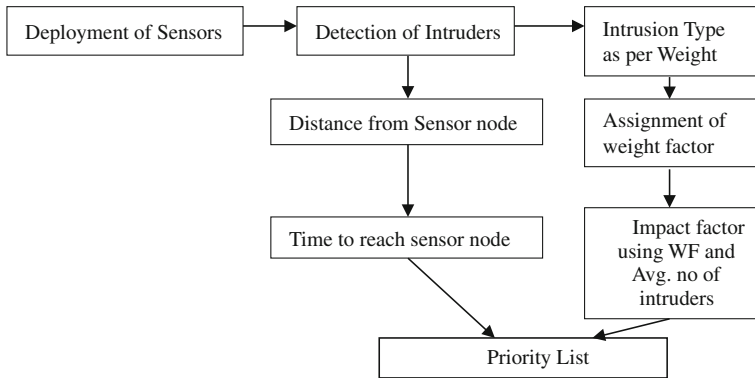 Deployment of Sensors
Detection of Intruders
Intrusion Type
as per Weight
Distance from Sensor node
Assignment of
weight factor
Time to reach sensor node
Impact factor
using WF and
Avg. no of
intruders
Priority List